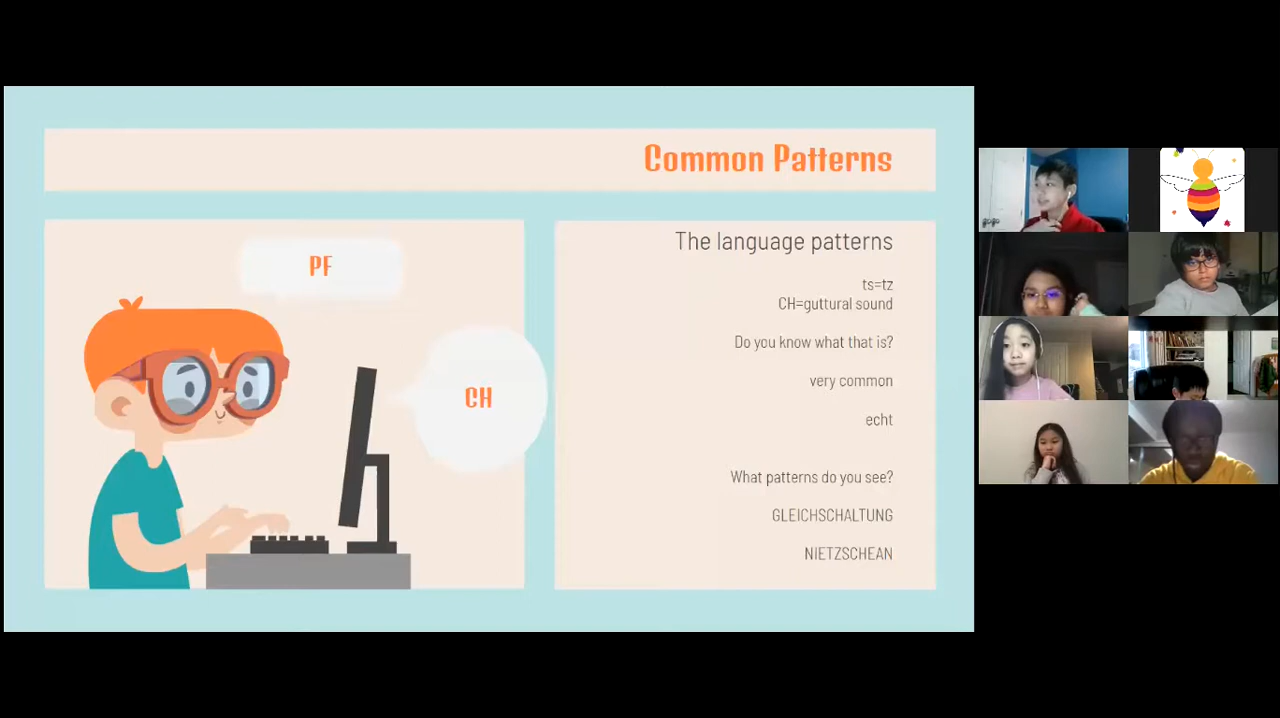 Common Patterns
PF
CH
The language patterns
ts=tz
CH=guttural sound
Do you know what that is?
very common
echt
What patterns do you see?
GLEICHSCHALTUNG
NIETZSCHEAN